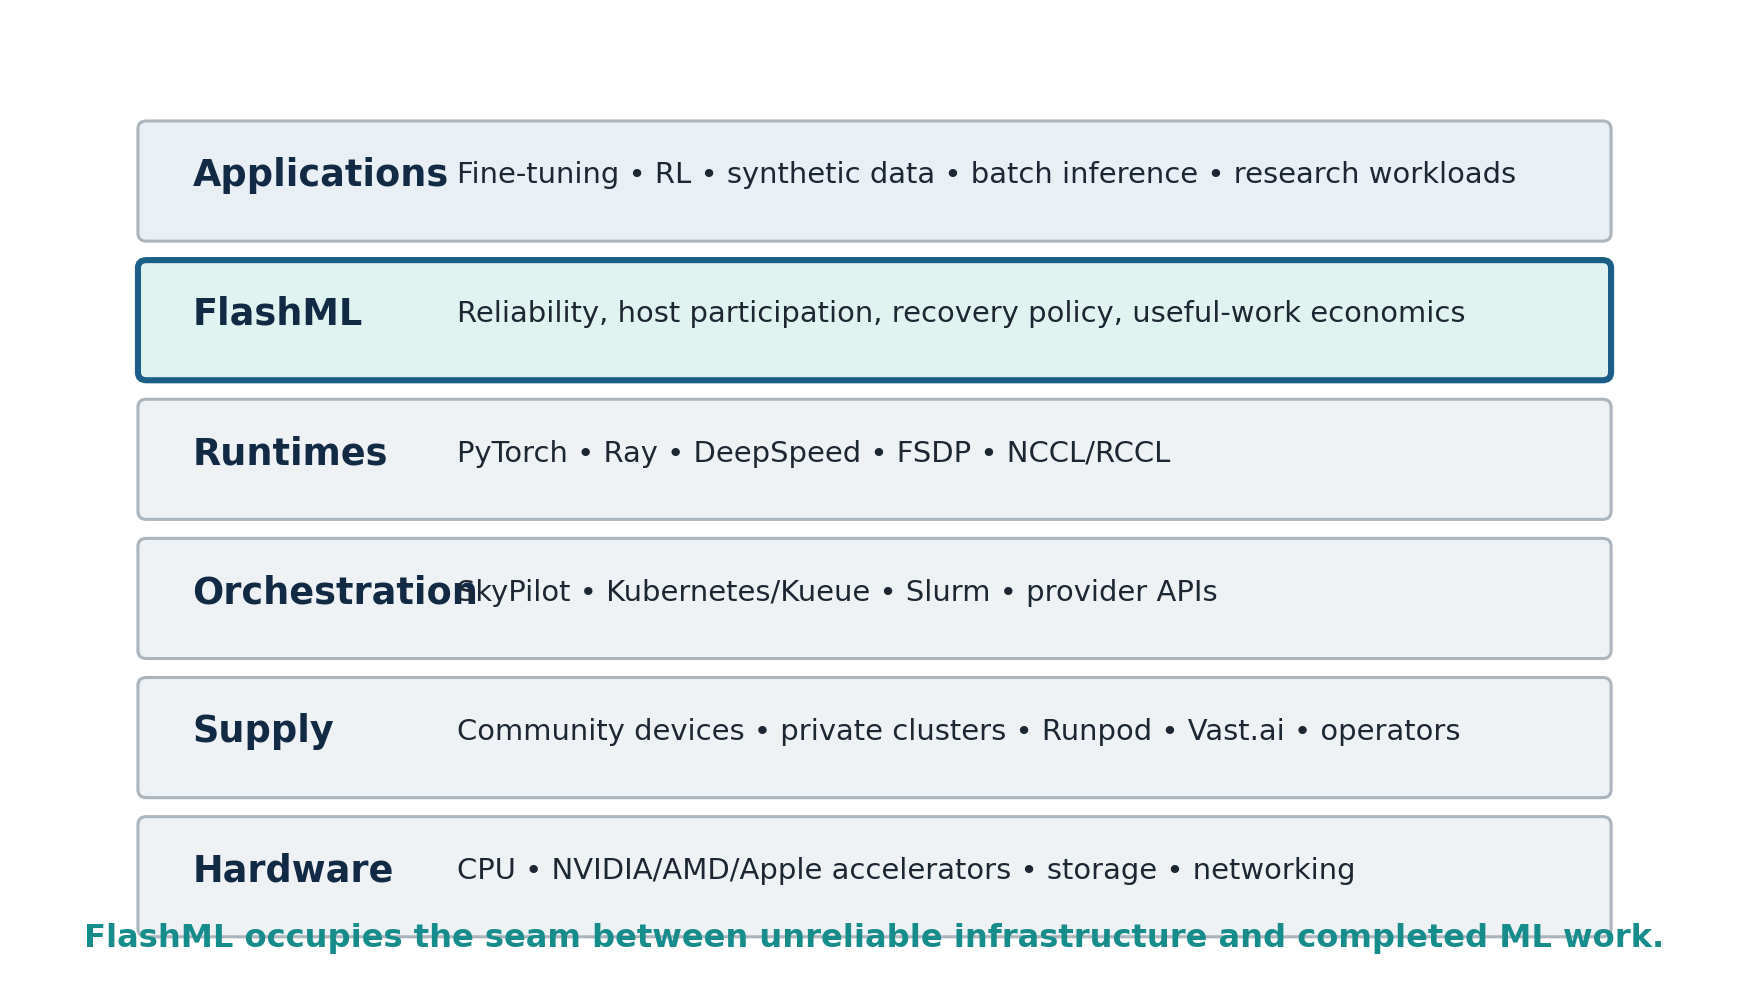 Applications Fine-tuning • RL • synthetic data • batch inference • research workloads
FlashML Reliability, host participation, recovery policy, useful-work economics
Runtimes PyTorch • Ray • DeepSpeed • FSDP • NCCL/RCCL
Orchestration SkyPilot • Kubernetes/Kueue • Slurm • provider APIs
Supply Community devices • private clusters • Runpod • Vast.ai • operators
Hardware CPU • NVIDIA/AMD/Apple accelerators • storage • networking
FlashML occupies the seam between unreliable infrastructure and completed ML work.